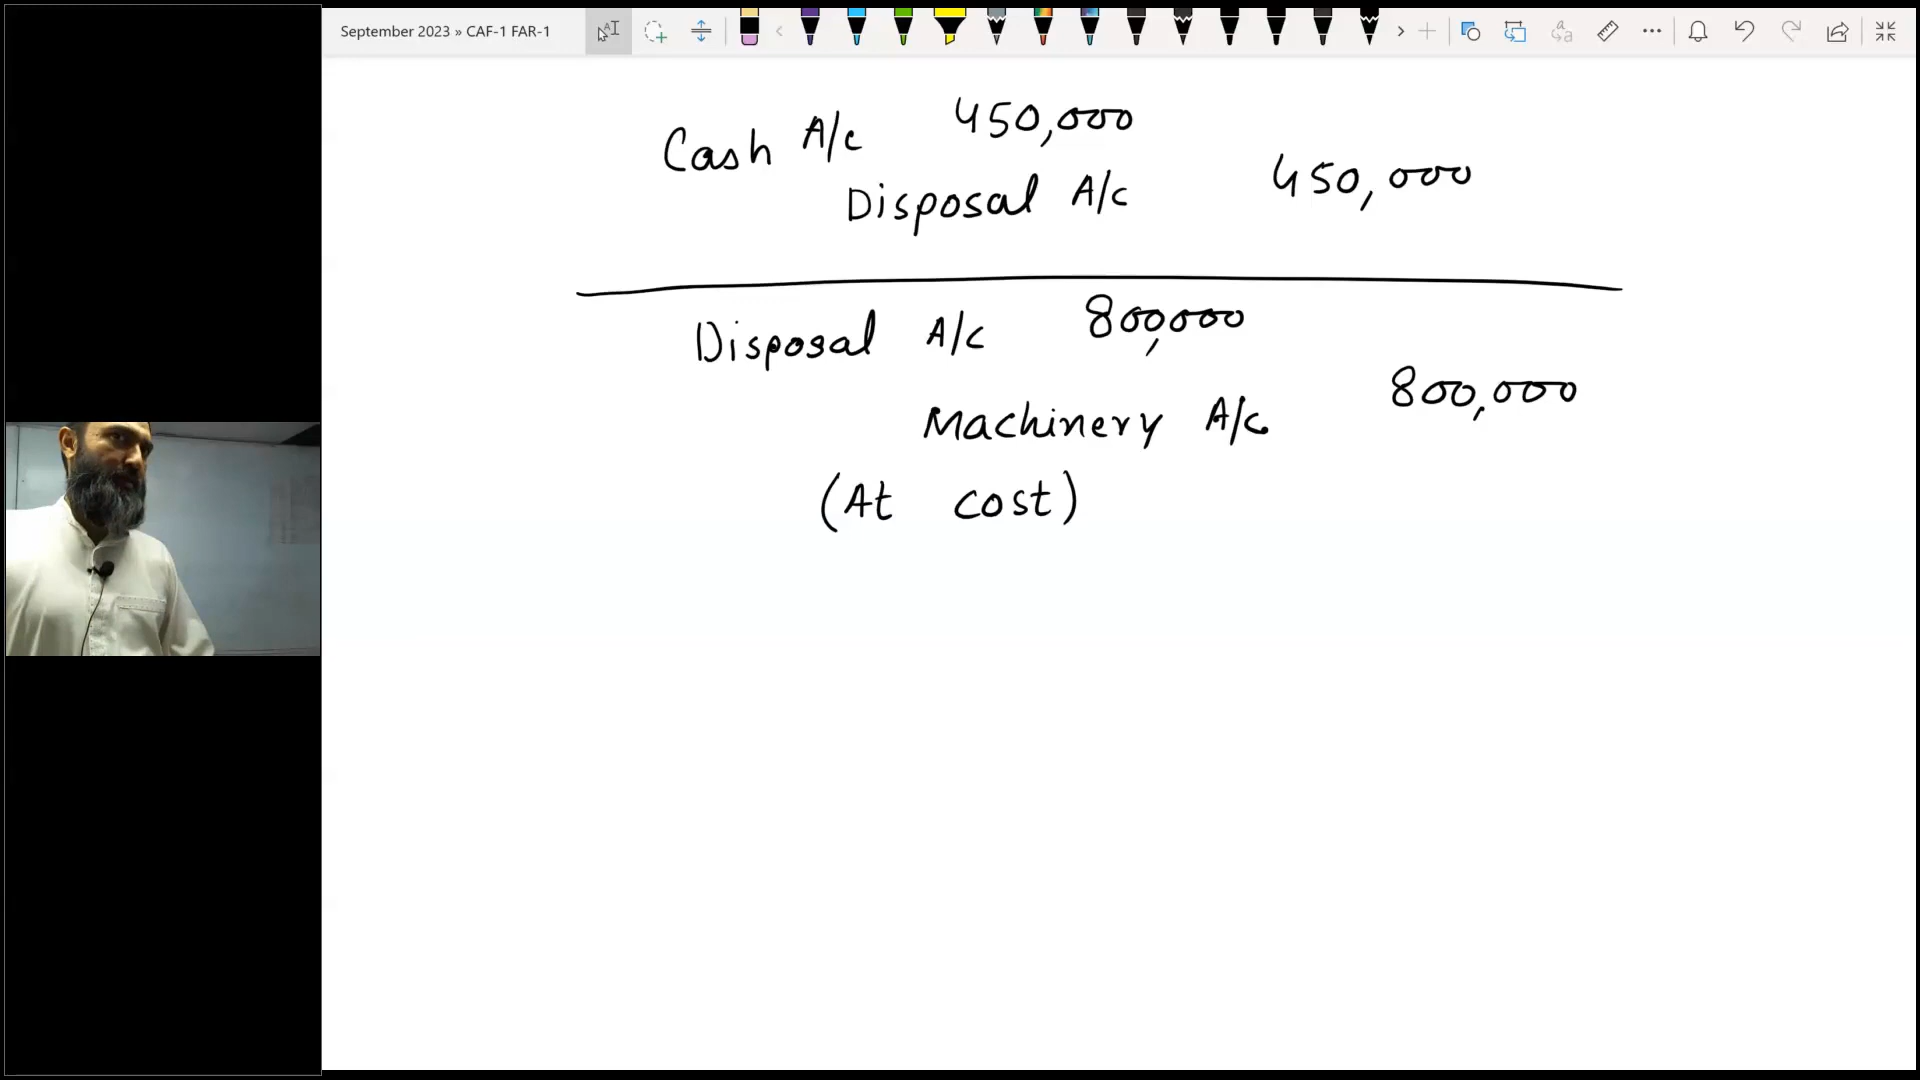 September 2023 » CAF-1 FAR-1
Cash A/c 450,000
Disposal A/c 450,000
Disposal A/c 800,000
Machinery A/c 800,000
(At cost)